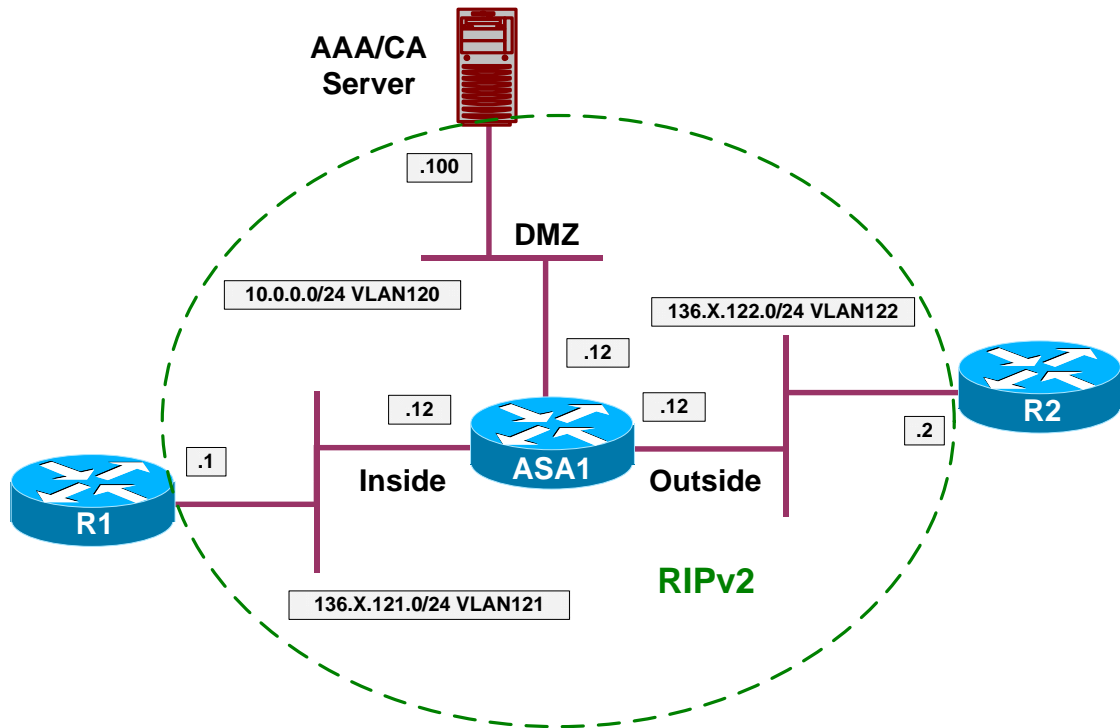 AAA/CA
Server
.100
DMZ
10.0.0.0/24 VLAN120
136.X.122.0/24 VLAN122
.12
.12
.12
R2
.2
.1
Inside
ASA1
Outside
R1
RIPv2
136.X.121.0/24 VLAN121